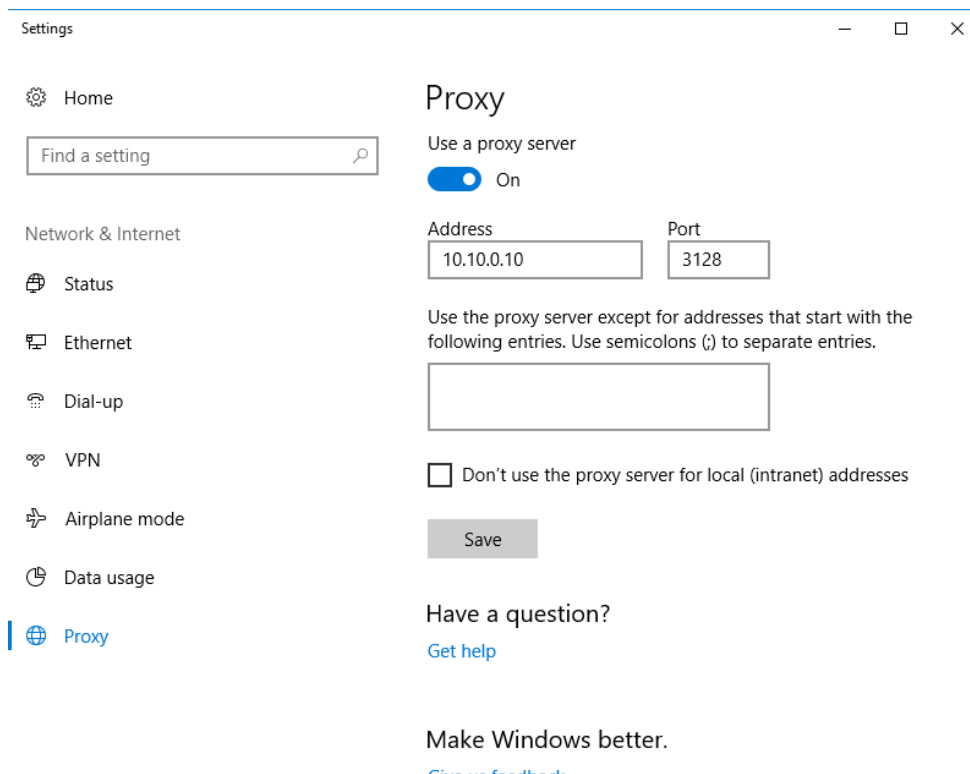 Settings
Home
Find a setting
Network & Internet
Status
Ethernet
Dial-up
VPN
Airplane mode
Data usage
Proxy
Proxy
Use a proxy server
On
Address
Port
10.10.0.10
3128
Use the proxy server except for addresses that start with the
following entries. Use semicolons (;) to separate entries.
Don't use the proxy server for local (intranet) addresses
Save
Have a question?
Get help
Make Windows better.
Give us feedback